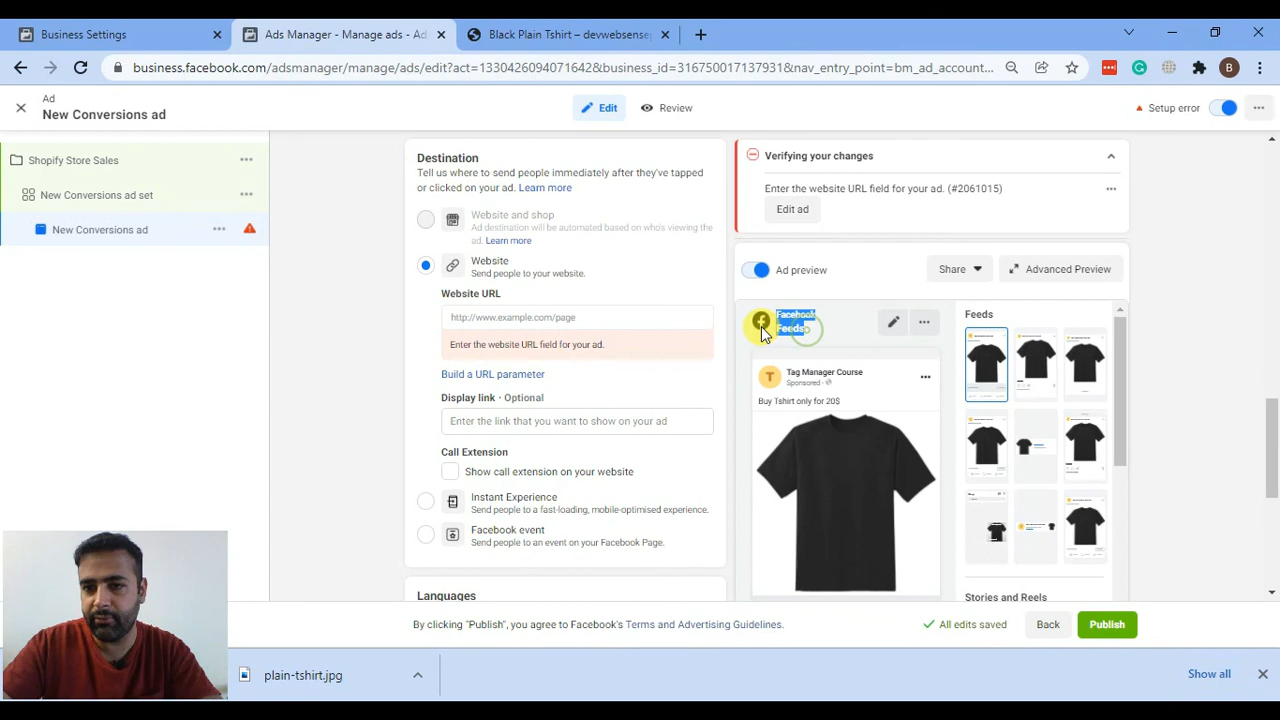 Business Settings
Ads Manager - Manage ads - Ad
Black Plain Tshirt – devwebsense
business.facebook.com/adsmanager/manage/ads/edit?act=1330426094071642&business_id=316750017137931&nav_entry_point=bm_ad_account...
B
Ad
New Conversions ad
Edit
Review
Setup error
Shopify Store Sales
New Conversions ad set
New Conversions ad
Destination
Tell us where to send people immediately after they've tapped
or clicked on your ad. Learn more
Website and shop
Ad destination will be automated based on who's viewing the
ad. Learn more
Website
Send people to your website.
Website URL
http://www.example.com/page
Enter the website URL field for your ad.
Build a URL parameter
Display link · Optional
Enter the link that you want to show on your ad
Call Extension
Show call extension on your website
Instant Experience
Send people to a fast-loading, mobile-optimised experience.
Facebook event
Send people to an event on your Facebook Page.
Languages
Verifying your changes
Enter the website URL field for your ad. (#2061015)
Edit ad
Ad preview
Share
Advanced Preview
Facebook
Feeds
T
Tag Manager Course
Sponsored ·
Buy Tshirt only for 20$
Feeds
Stories and Reels
By clicking "Publish", you agree to Facebook's Terms and Advertising Guidelines.
All edits saved
Back
Publish
plain-tshirt.jpg
Show all